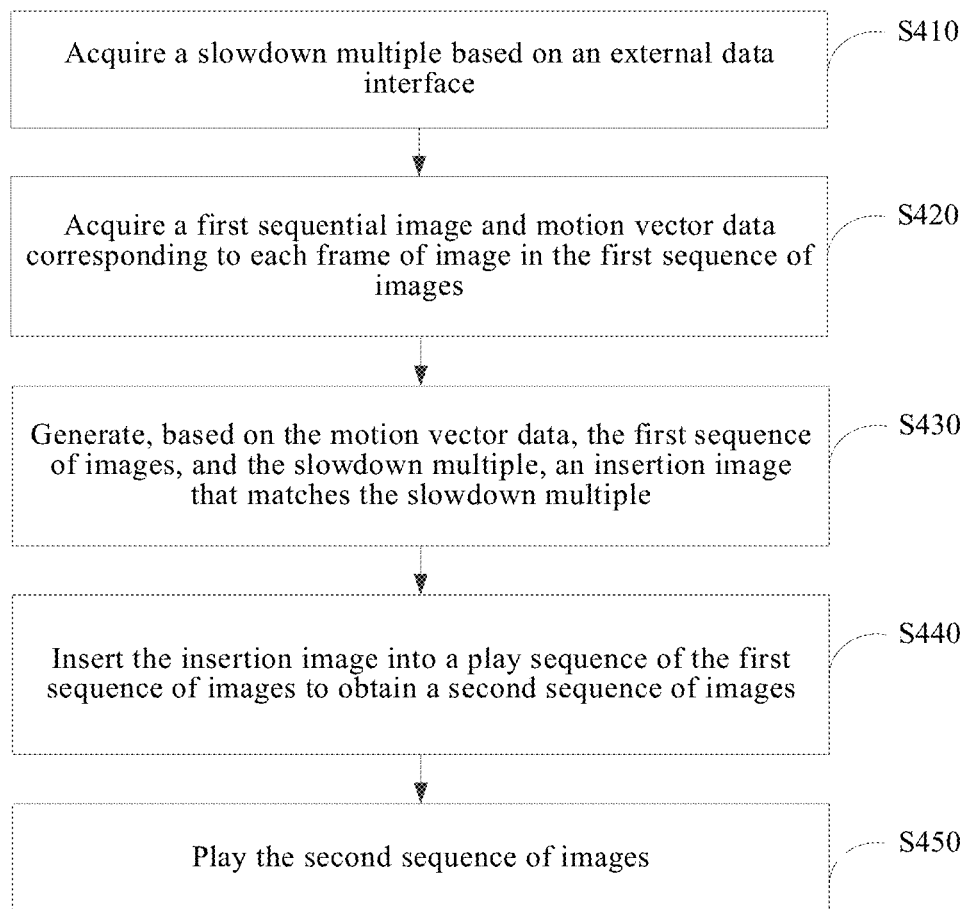 Acquire a slowdown multiple based on an external data
interface
S410
Acquire a first sequential image and motion vector data
corresponding to each frame of image in the first sequence of
images
S420
Generate, based on the motion vector data, the first sequence
of images, and the slowdown multiple, an insertion image
that matches the slowdown multiple
S430
Insert the insertion image into a play sequence of the first
sequence of images to obtain a second sequence of images
S440
Play the second sequence of images
S450